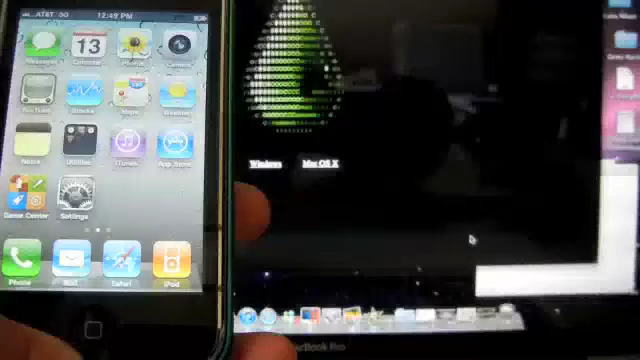 AT&T 3G 12:49 PM
13
Messages Calendar Photos Camera
YouTube Stocks Maps Weather
Notes Utilities iTunes App Store
Game Center Settings
Phone Mail Safari iPod
Windows Mac OS X
MacBook Pro